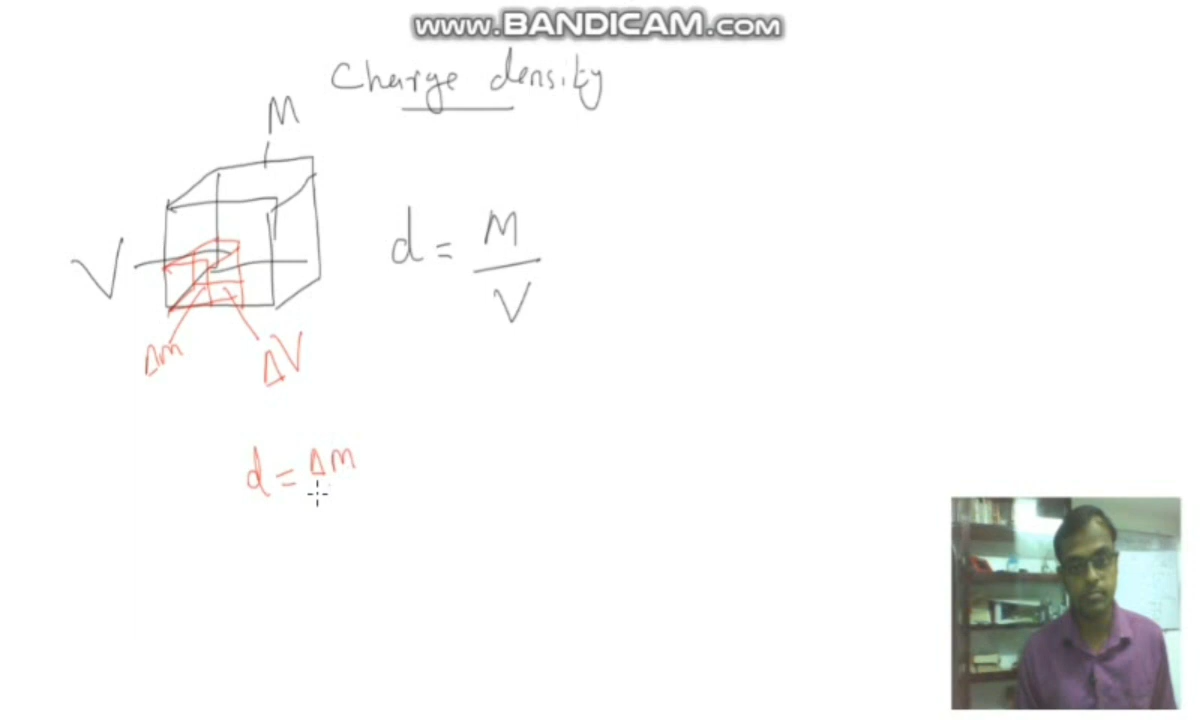 www.BANDICAM.com
Charge density
M
V
d = M
V
Δm
ΔV
d = ΔM